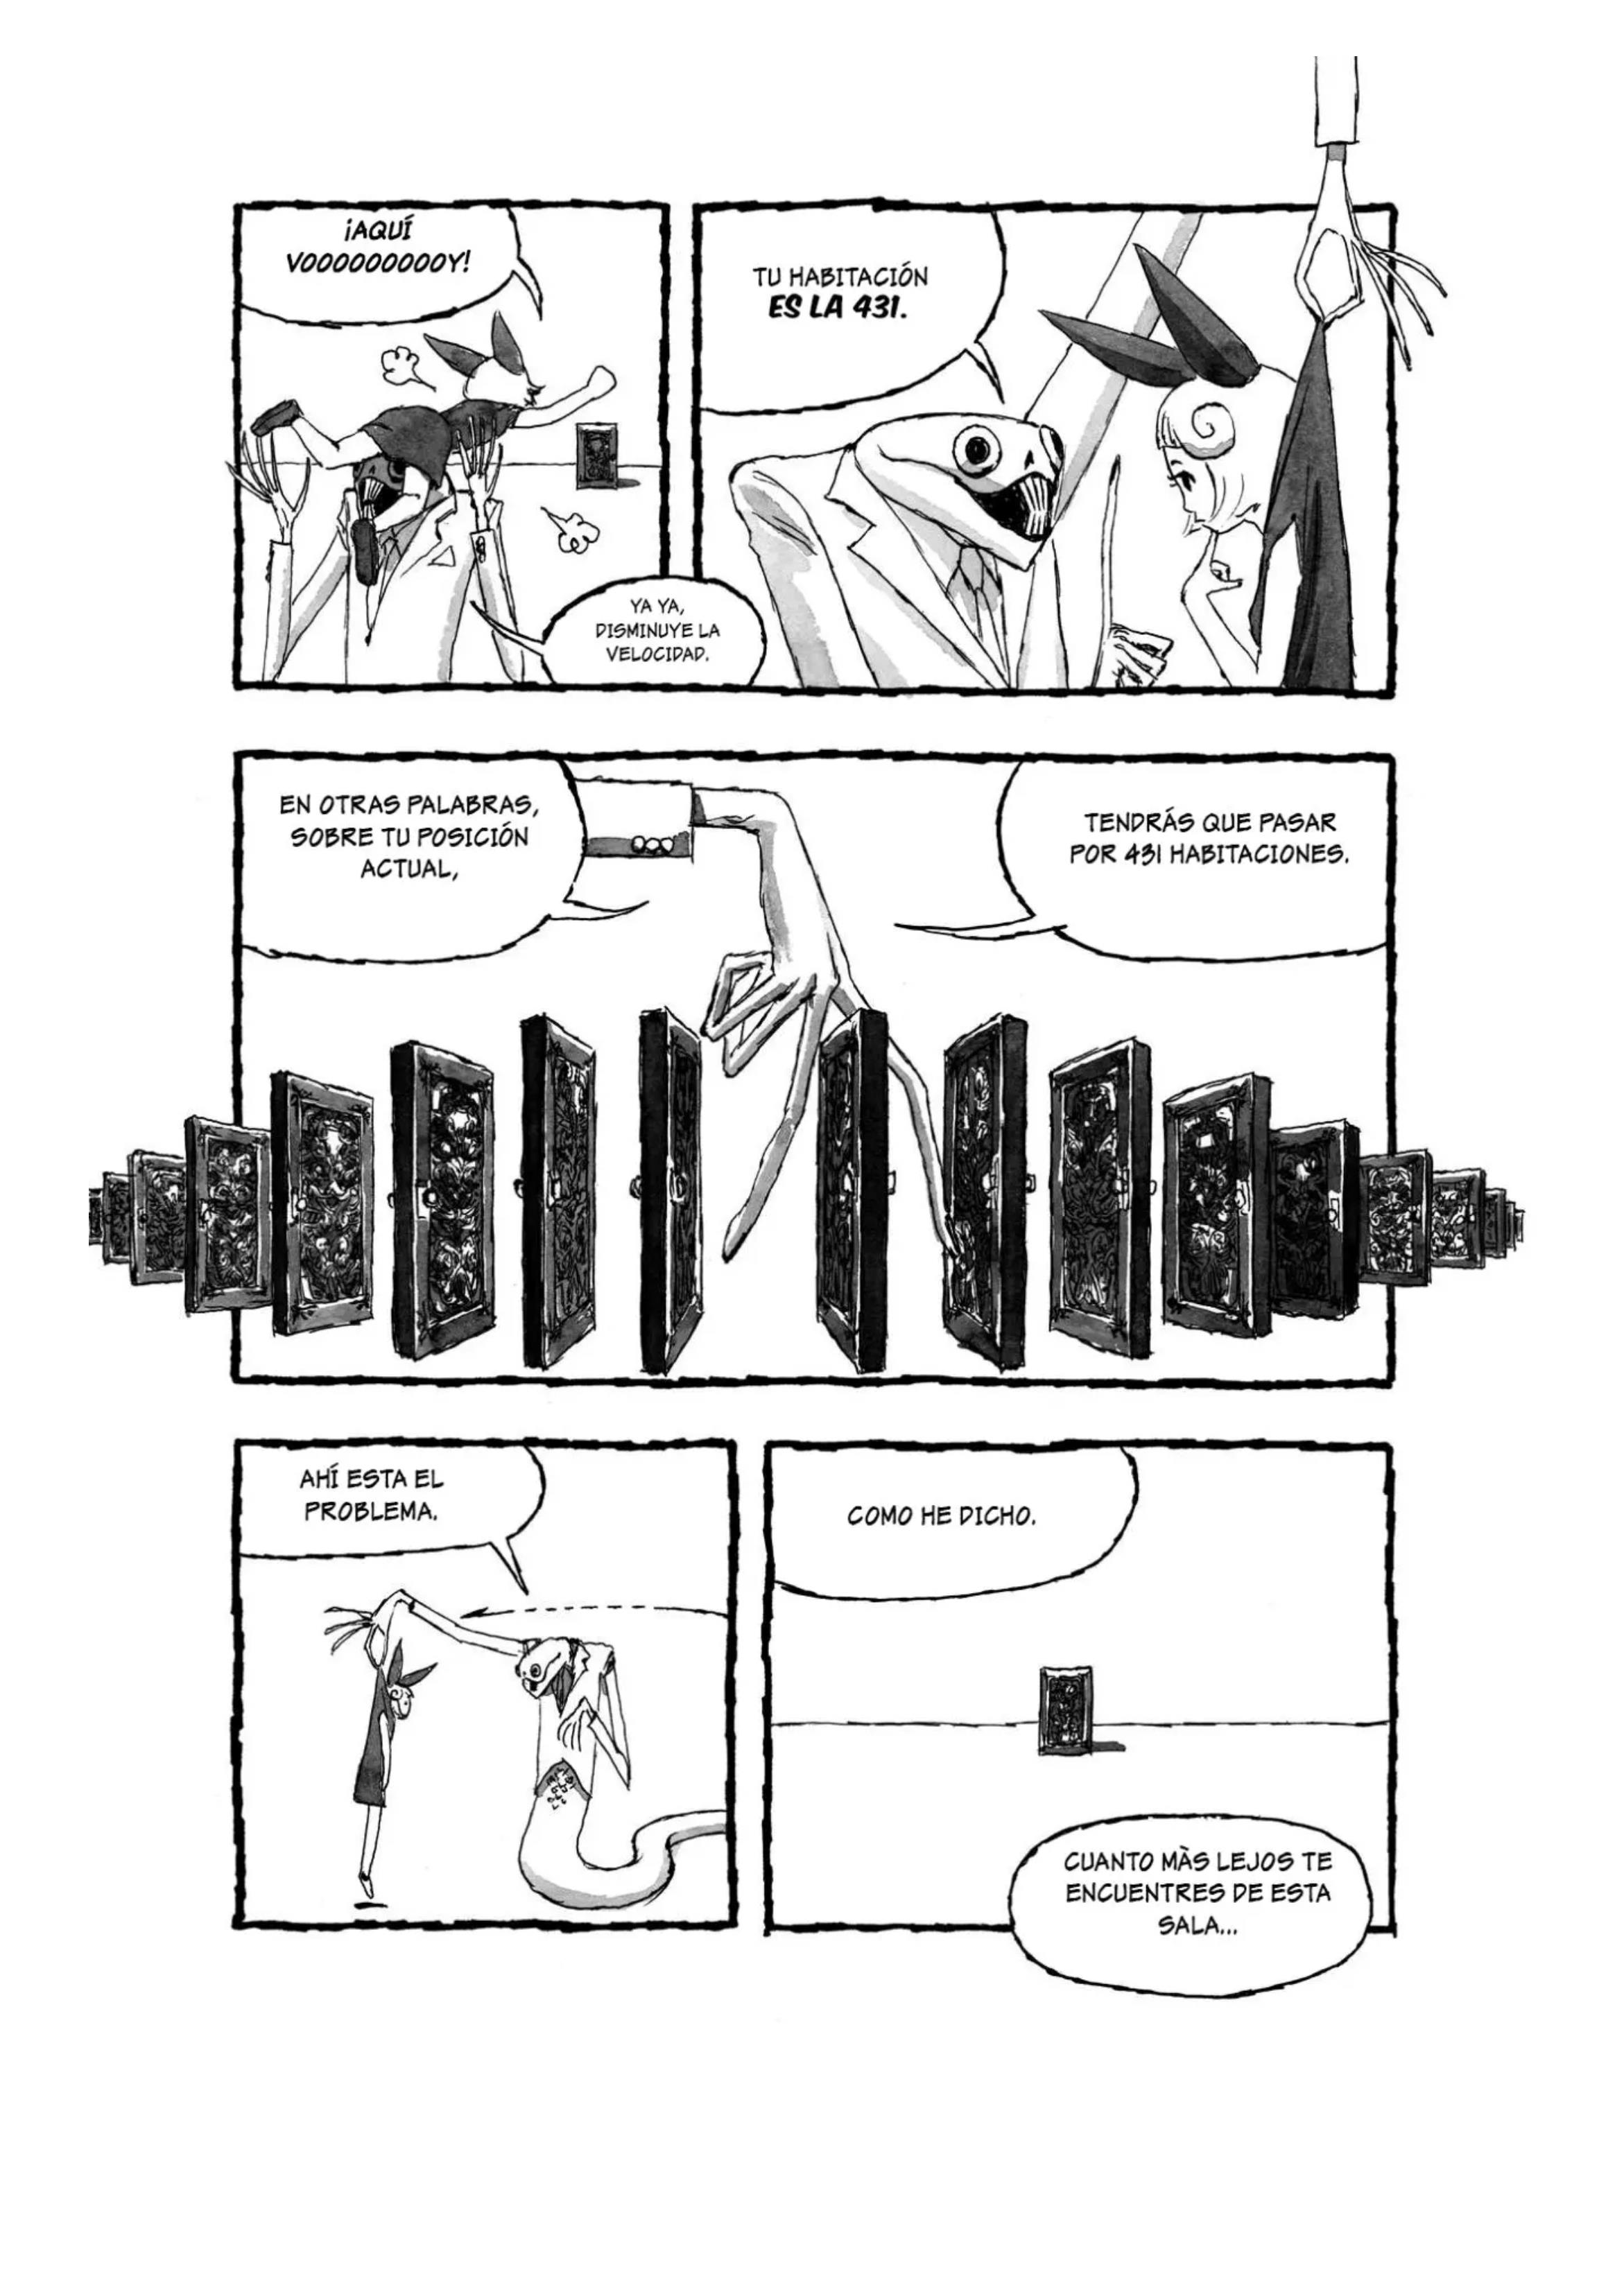 ¡AQUÍ
VOOOOOOOOOY!
YA YA,
DISMINUYE LA
VELOCIDAD.
TU HABITACIÓN
ES LA 431.
EN OTRAS PALABRAS,
SOBRE TU POSICIÓN
ACTUAL,
TENDRÁS QUE PASAR
POR 431 HABITACIONES.
AHÍ ESTA EL
PROBLEMA.
COMO HE DICHO.
CUANTO MÀS LEJOS TE
ENCUENTRES DE ESTA
SALA...